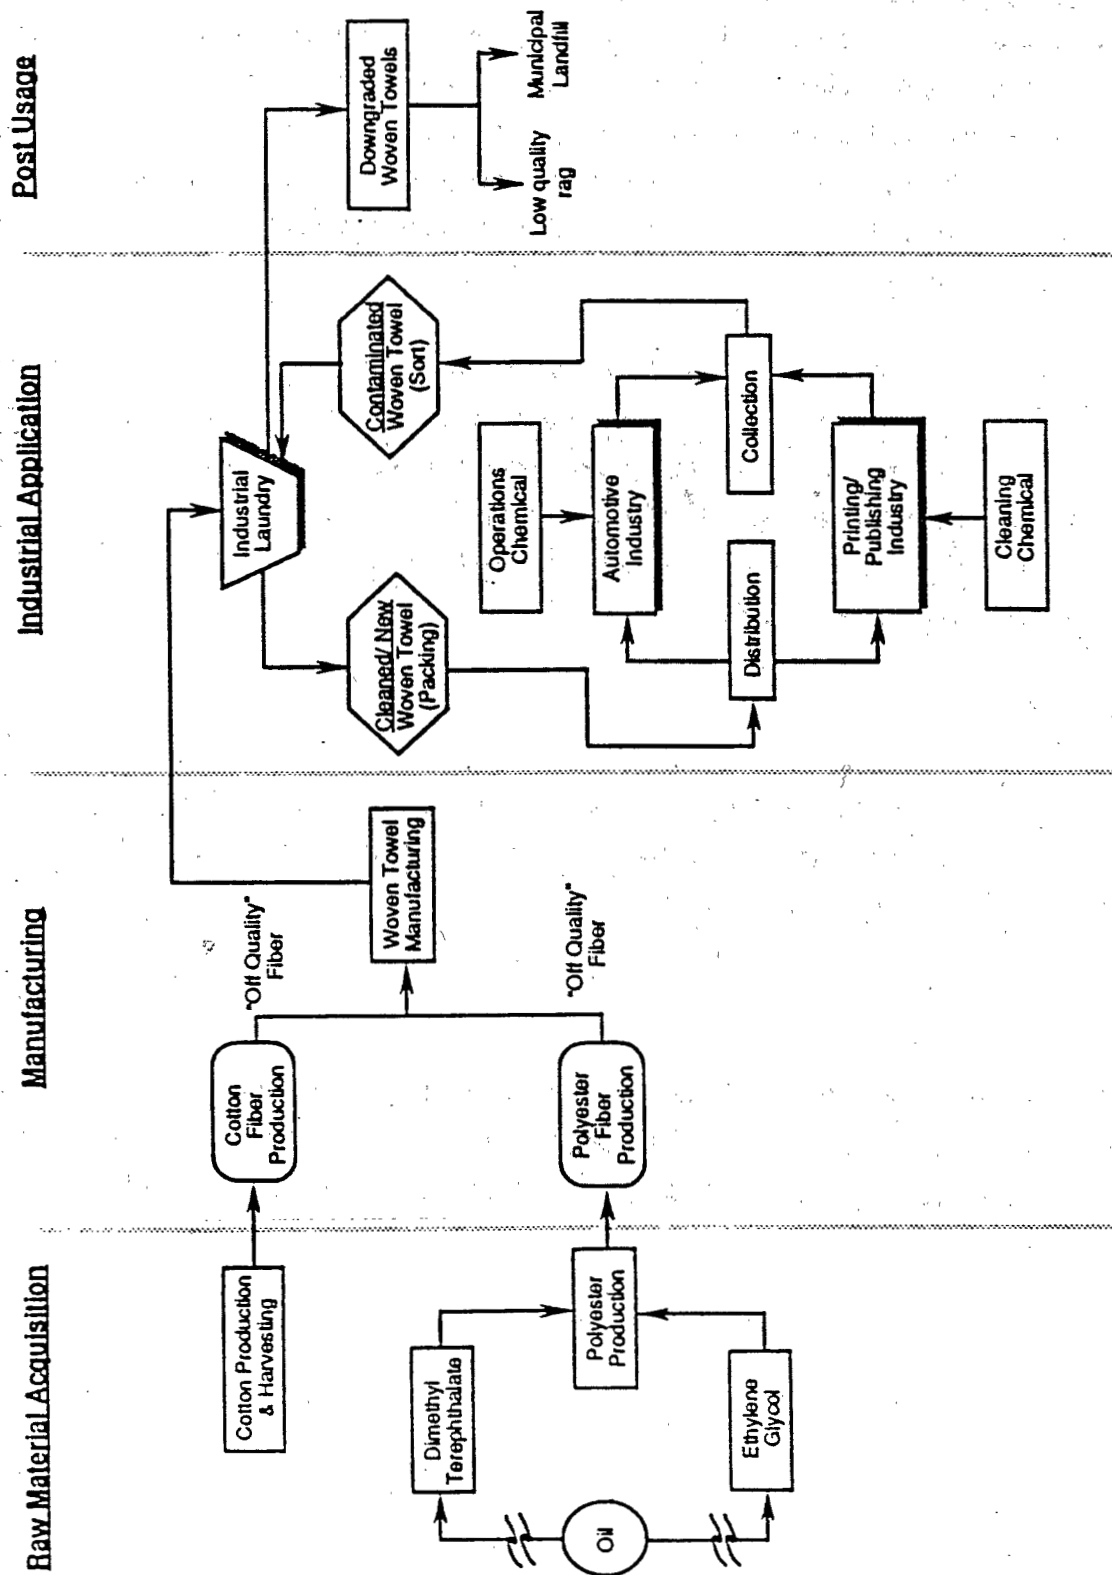 Raw Material Acquisition
Manufacturing
Industrial Application
Post Usage
Cotton Production
& Harvesting
Oil
Dimethyl
Terephthalate
Ethylene
Glycol
Polyester
Production
Cotton
Fiber
Production
"Off Quality"
Fiber
Polyester
Fiber
Production
"Off Quality"
Fiber
Woven Towel
Manufacturing
Industrial
Laundry
Cleaned/ New
Woven Towel
(Packing)
Contaminated
Woven Towel
(Sort)
Operations
Chemical
Automotive
Industry
Distribution
Collection
Printing/
Publishing
Industry
Cleaning
Chemical
Downgraded
Woven Towels
Low quality
rag
Municipal
Landfill